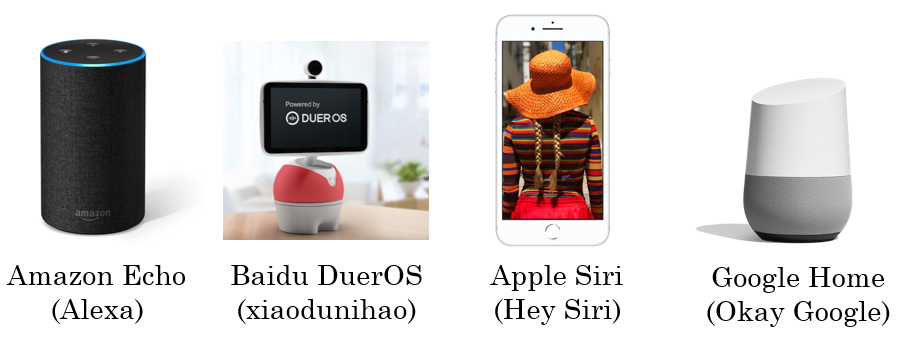 amazon
Powered by
DUER OS
Amazon Echo
(Alexa)
Baidu DuerOS
(xiaodunihao)
Apple Siri
(Hey Siri)
Google Home
(Okay Google)